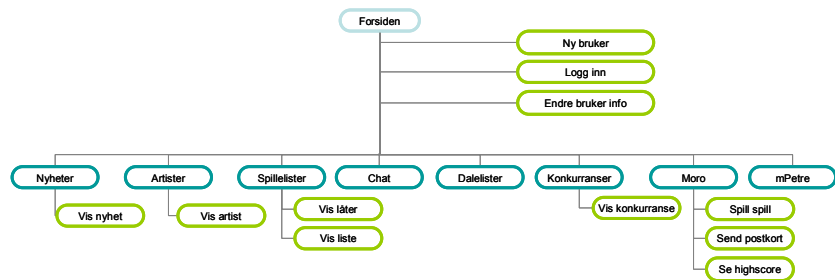 Forsiden
Ny bruker
Logg inn
Endre bruker info
Nyheter
Artister
Spillelister
Chat
Dalelister
Konkurranser
Moro
mPetre
Vis nyhet
Vis artist
Vis låter
Vis konkurranse
Spill spill
Vis liste
Send postkort
Se highscore